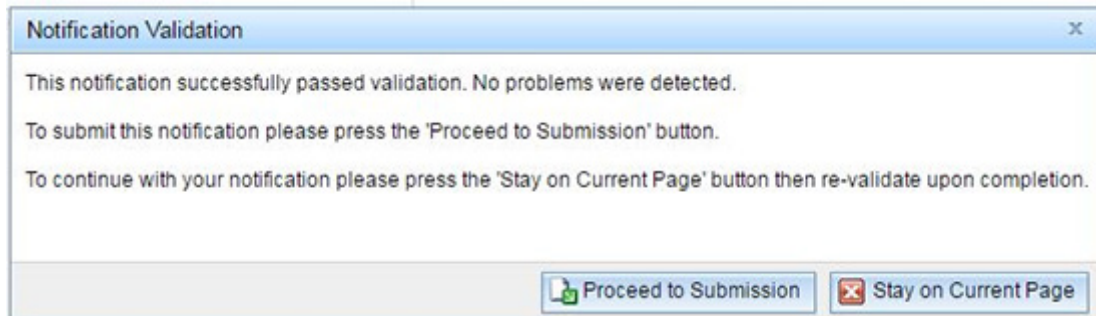 Notification Validation
x
This notification successfully passed validation. No problems were detected.
To submit this notification please press the 'Proceed to Submission' button.
To continue with your notification please press the 'Stay on Current Page' button then re-validate upon completion.
Proceed to Submission
Stay on Current Page